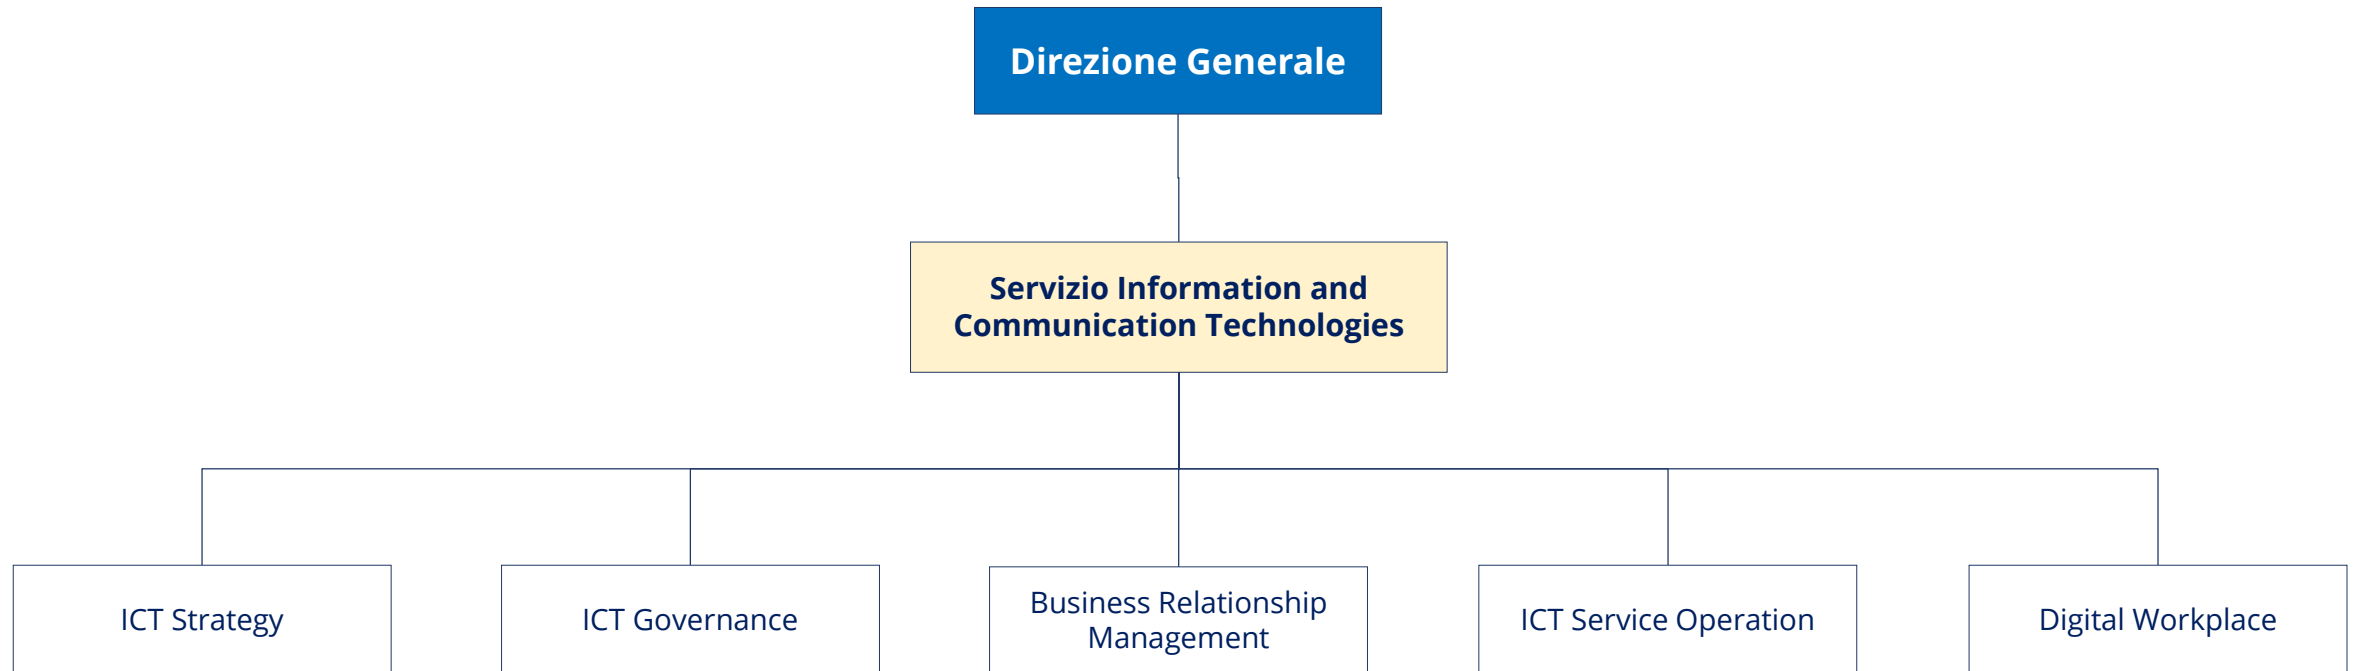 Direzione Generale
Servizio Information and
Communication Technologies
ICT Strategy
ICT Governance
Business Relationship
Management
ICT Service Operation
Digital Workplace